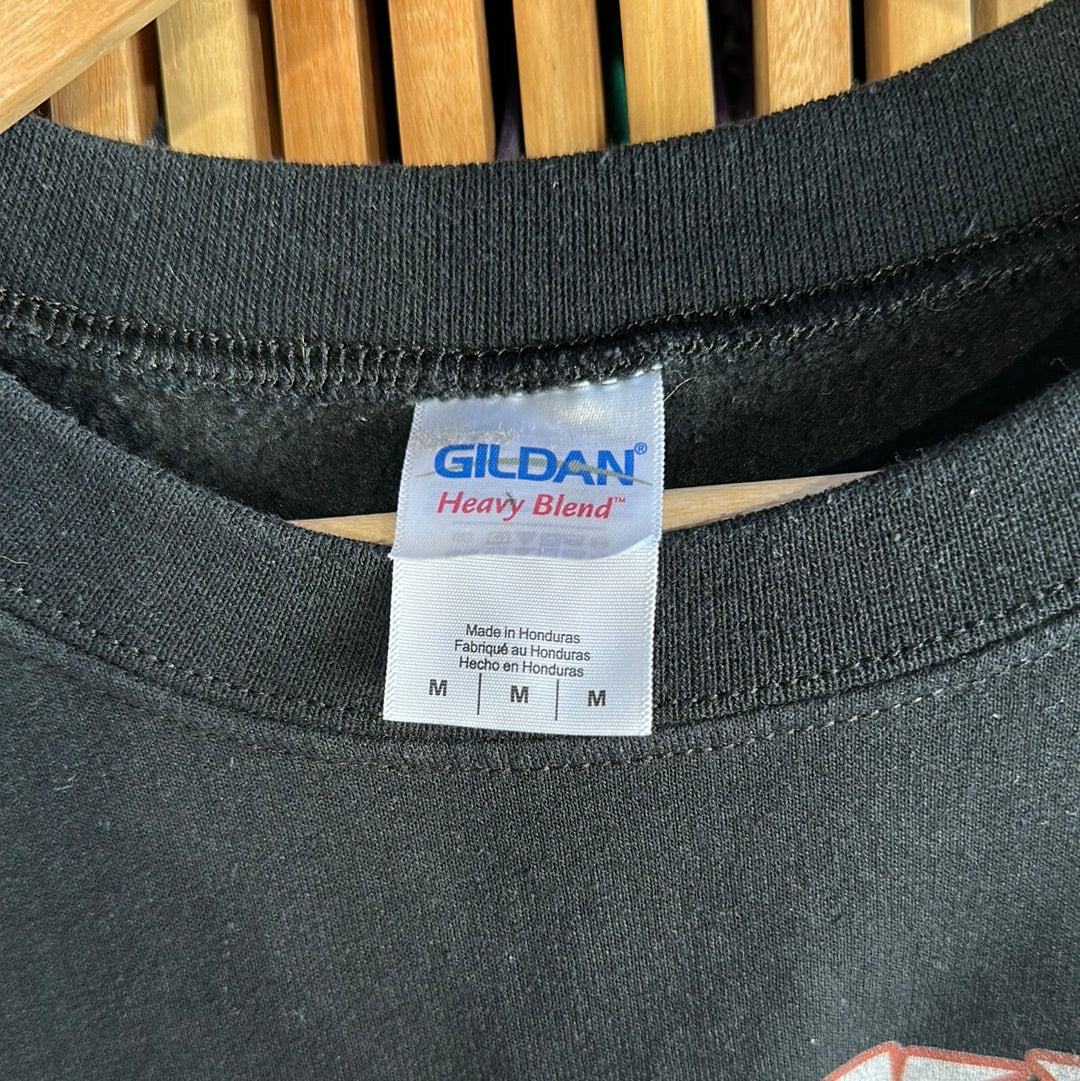 GILDAN®
Heavy Blend™
Made in Honduras
Fabriqué au Honduras
Hecho en Honduras
M | M | M